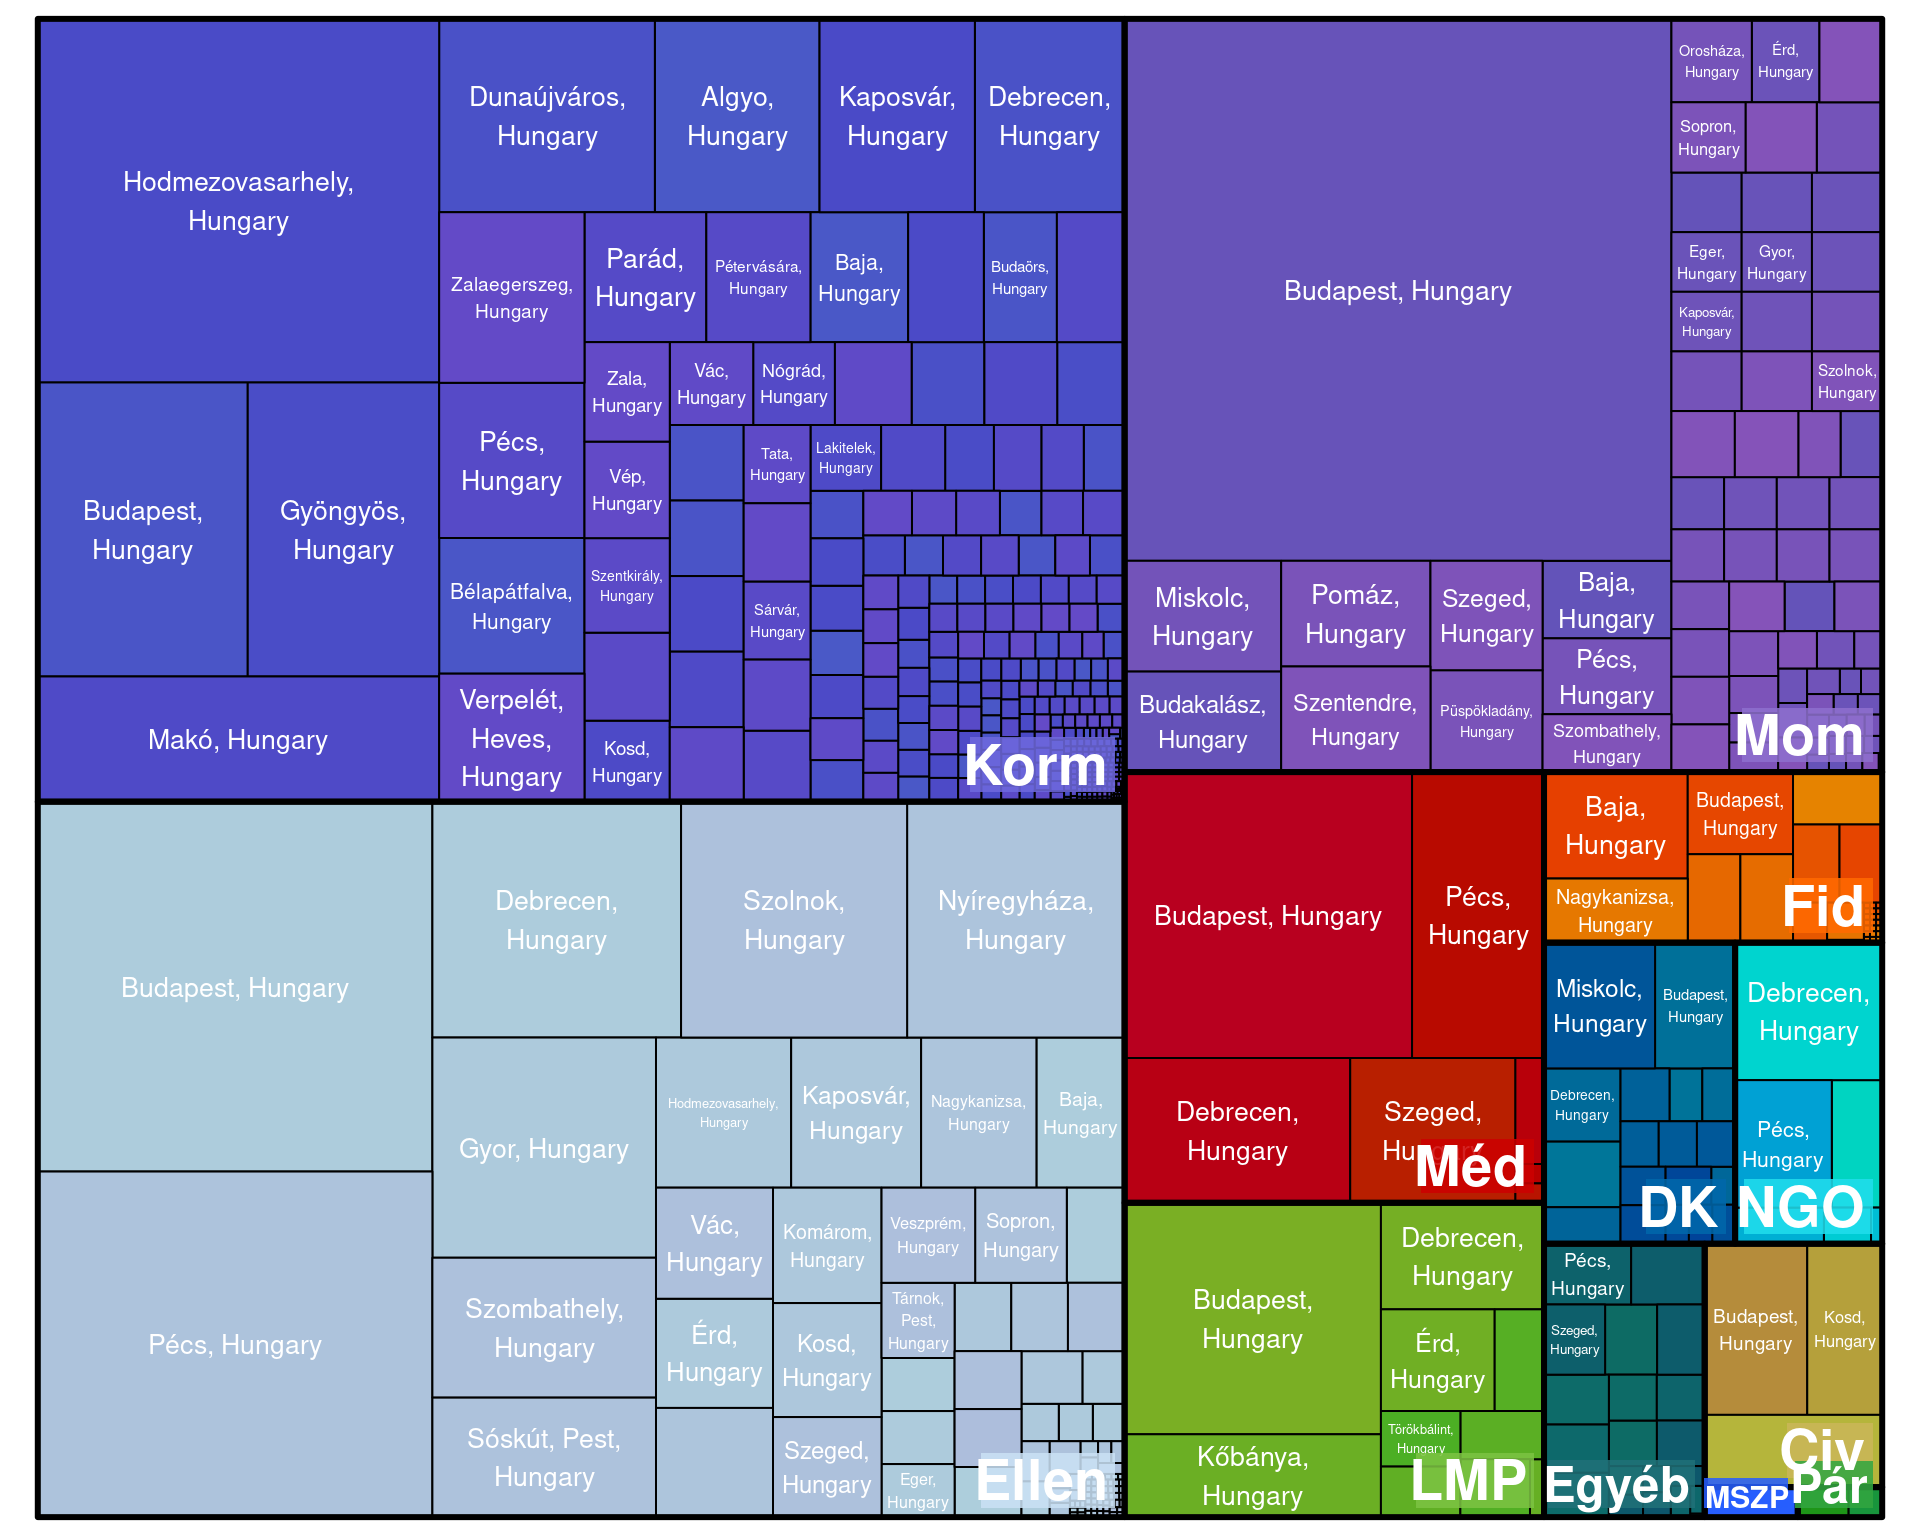 Hodmezovasarhely,
Hungary
Budapest,
Hungary
Gyöngyös,
Hungary
Makó, Hungary
Dunaújváros,
Hungary
Algyo,
Hungary
Kaposvár,
Hungary
Debrecen,
Hungary
Zalaegerszeg,
Hungary
Parád,
Hungary
Pétervására,
Hungary
Baja,
Hungary
Budaörs,
Hungary
Pécs,
Hungary
Zala,
Hungary
Vác,
Hungary
Nógrád,
Hungary
Vép,
Hungary
Tata,
Hungary
Lakitelek,
Hungary
Bélapátfalva,
Hungary
Szentkirály,
Hungary
Sárvár,
Hungary
Verpelét,
Heves,
Hungary
Kosd,
Hungary
Korm
Budapest, Hungary
Orosháza,
Hungary
Érd,
Hungary
Sopron,
Hungary
Eger,
Hungary
Gyor,
Hungary
Kaposvár,
Hungary
Szolnok,
Hungary
Miskolc,
Hungary
Pomáz,
Hungary
Szeged,
Hungary
Baja,
Hungary
Budakalász,
Hungary
Szentendre,
Hungary
Püspökladány,
Hungary
Pécs,
Hungary
Szombathely,
Hungary
Mom
Budapest, Hungary
Pécs, Hungary
Debrecen,
Hungary
Szolnok,
Hungary
Nyíregyháza,
Hungary
Gyor, Hungary
Hodmezovasarhely,
Hungary
Kaposvár,
Hungary
Nagykanizsa,
Hungary
Baja,
Hungary
Szombathely,
Hungary
Sóskút, Pest,
Hungary
Vác,
Hungary
Komárom,
Hungary
Veszprém,
Hungary
Sopron,
Hungary
Érd,
Hungary
Kosd,
Hungary
Tárnok,
Pest,
Hungary
Szeged,
Hungary
Eger,
Hungary
Ellen
Budapest, Hungary
Pécs,
Hungary
Debrecen,
Hungary
Szeged,
Méd
Baja,
Hungary
Budapest,
Hungary
Nagykanizsa,
Hungary
Fid
Miskolc,
Hungary
Budapest,
Hungary
Debrecen,
Hungary
DK
Debrecen,
Hungary
Pécs,
Hungary
NGO
Budapest,
Hungary
Kőbánya,
Hungary
Debrecen,
Hungary
Érd,
Hungary
Törökbálint,
Hungary
LMP
Pécs,
Hungary
Szeged,
Hungary
Egyéb
Budapest,
Hungary
Kosd,
Hungary
Civ
MSZP
Pár